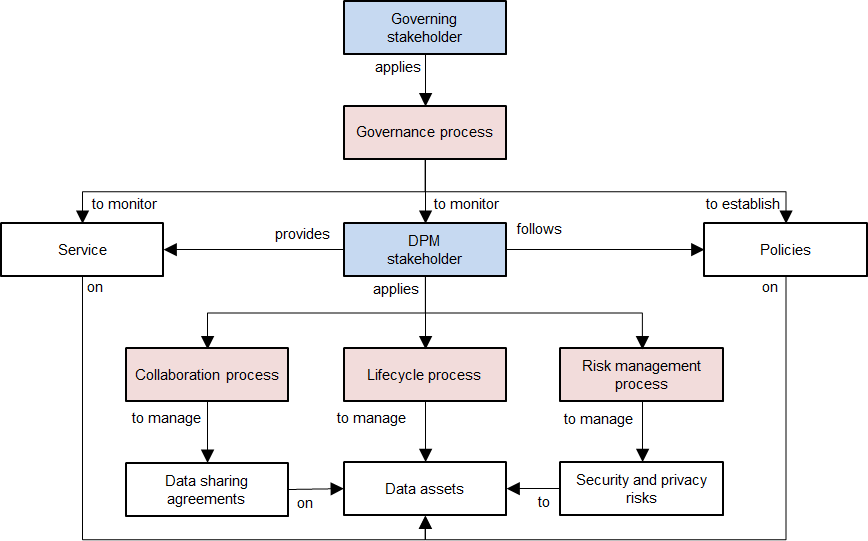 Governing
stakeholder
applies
Governance process
to monitor
to monitor
to establish
Service
provides
DPM
stakeholder
follows
Policies
on
applies
on
Collaboration process
Lifecycle process
Risk management
process
to manage
to manage
to manage
Data sharing
agreements
on
Data assets
to
Security and privacy
risks